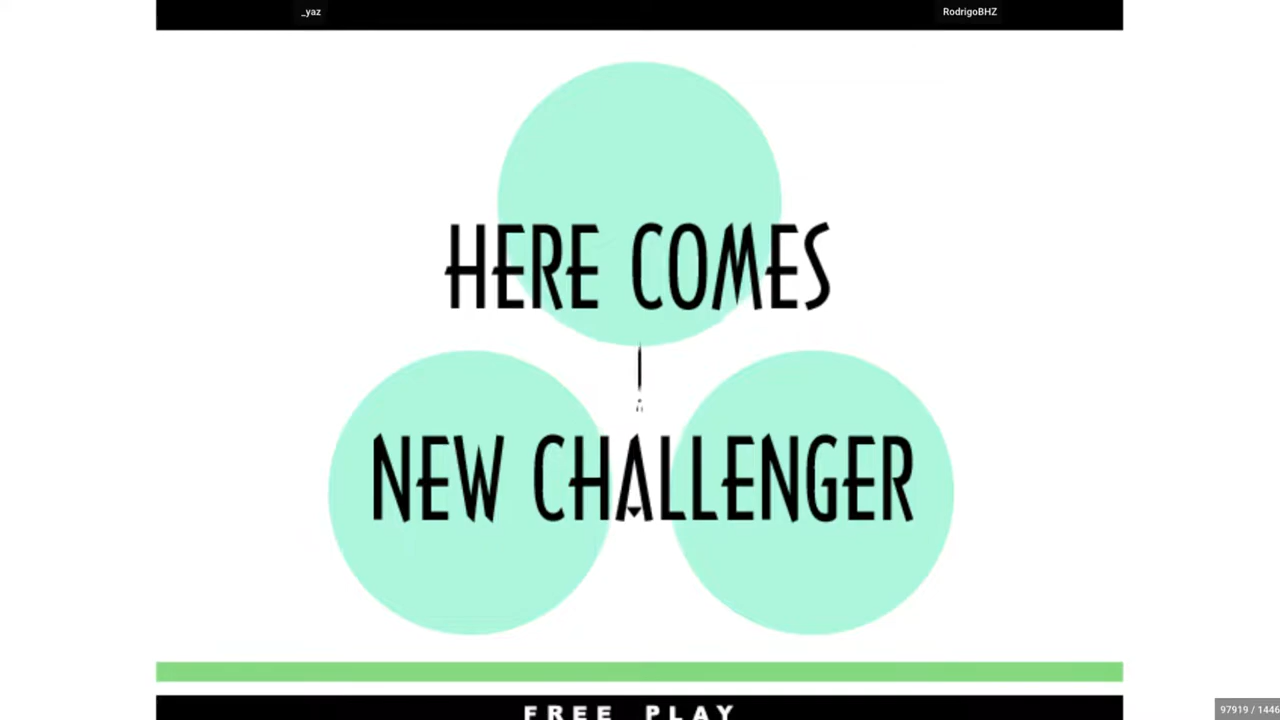 _yaz
RodrigoBHZ
HERE COMES
NEW CHALLENGER
FREE PLAY
97919 / 1446